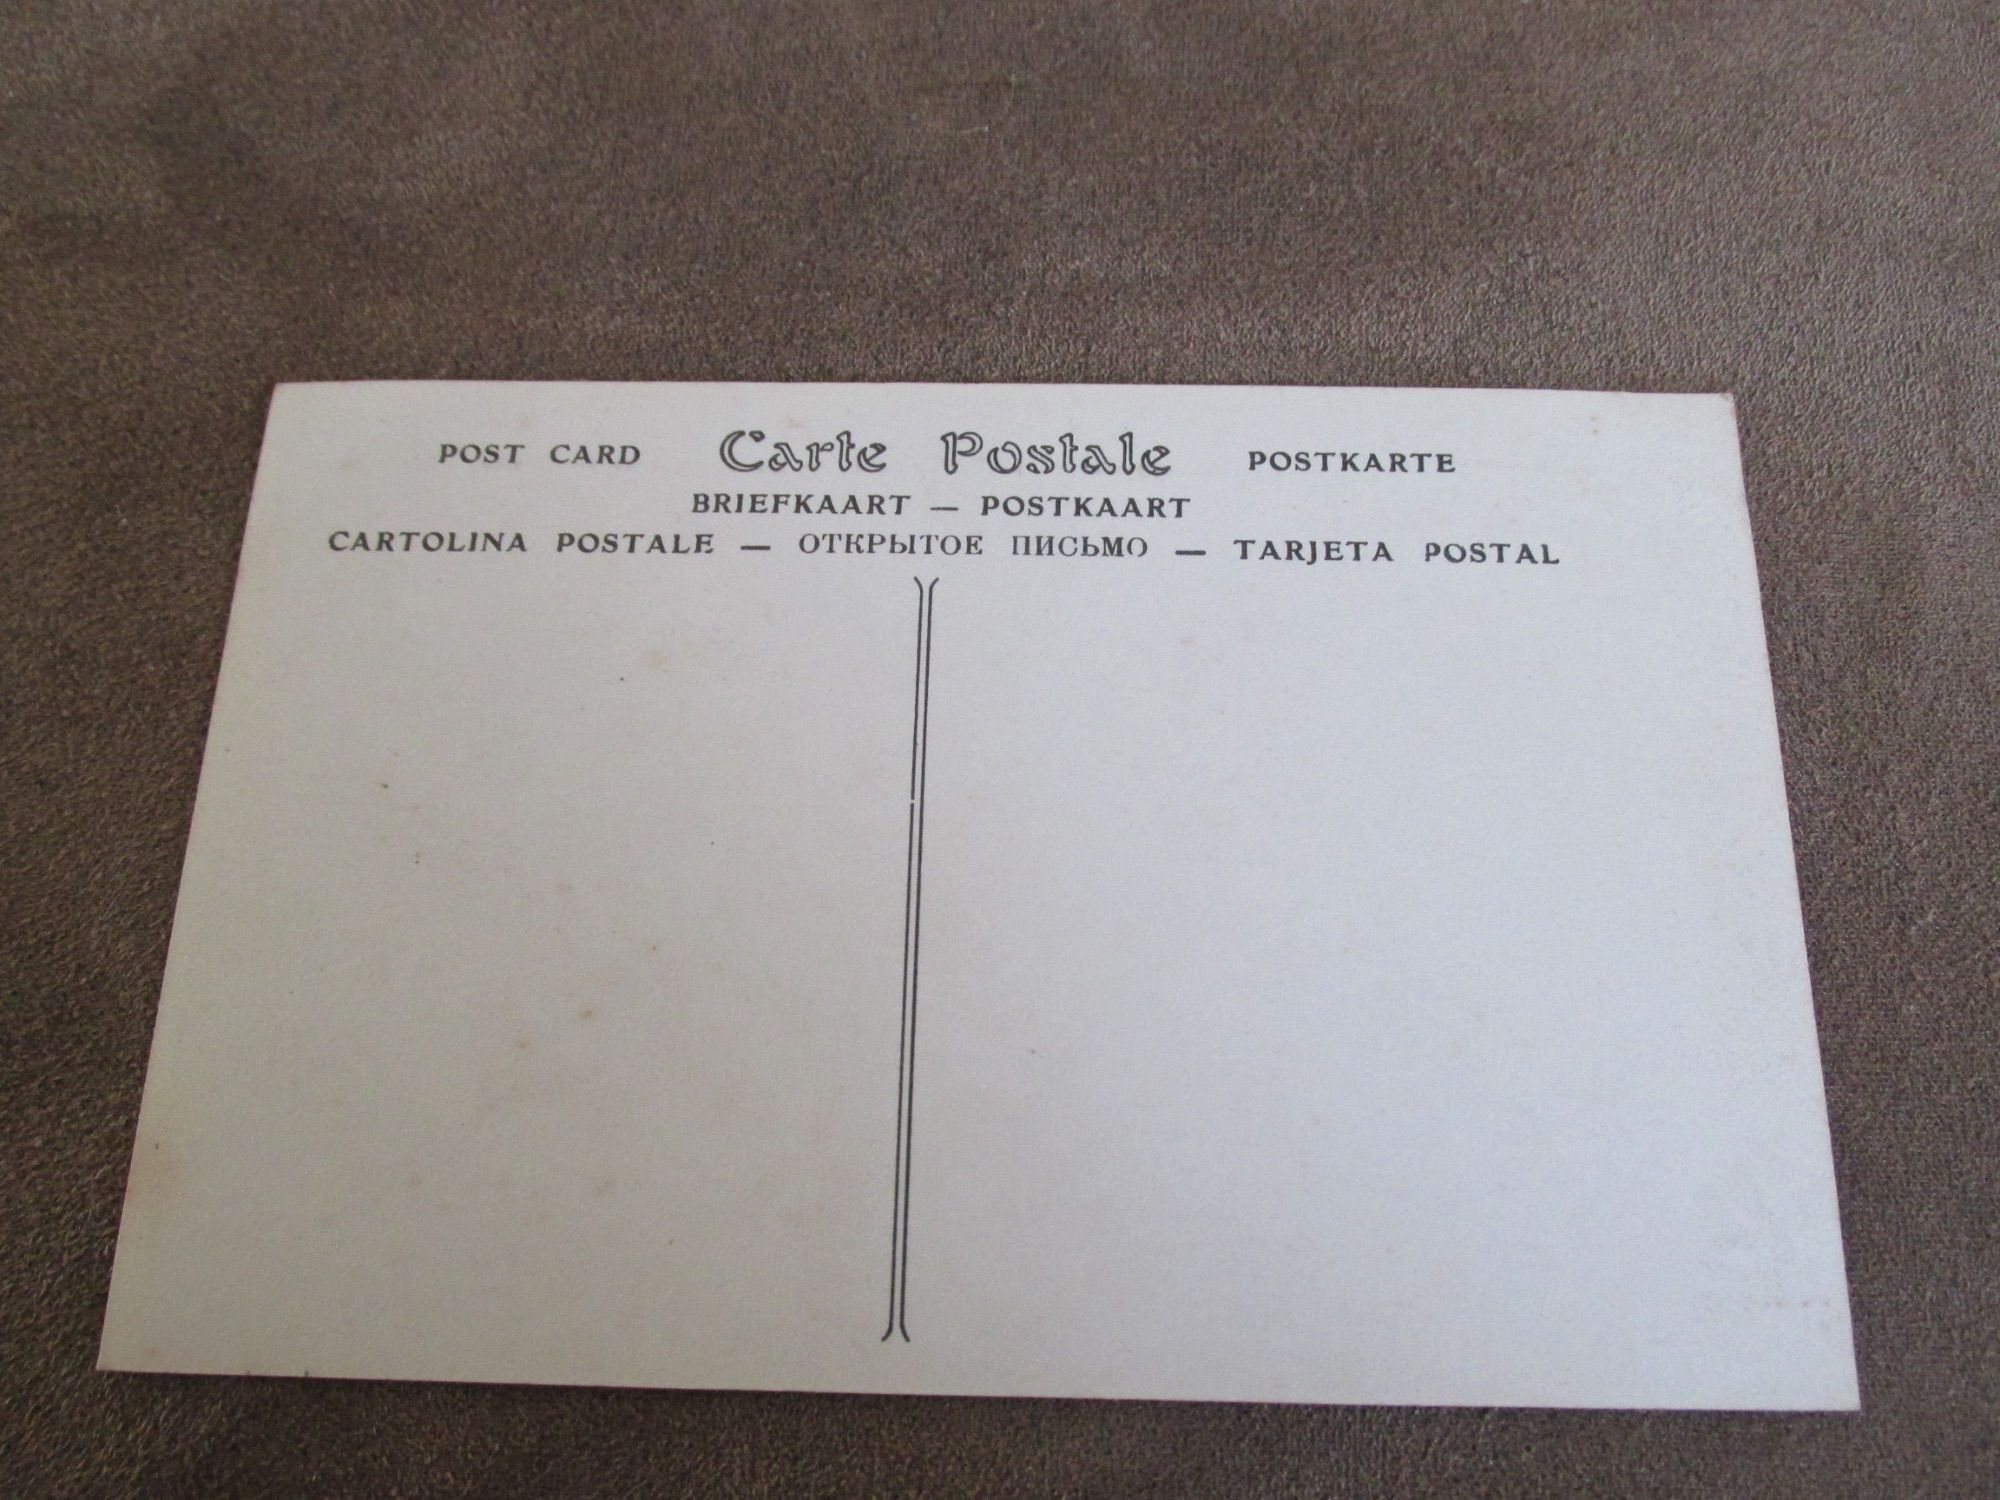 POST CARD Carte Postale POSTKARTE
BRIEFKAART — POSTKAART
CARTOLINA POSTALE — ОТКРЫТОЕ ПИСЬМО — TARJETA POSTAL